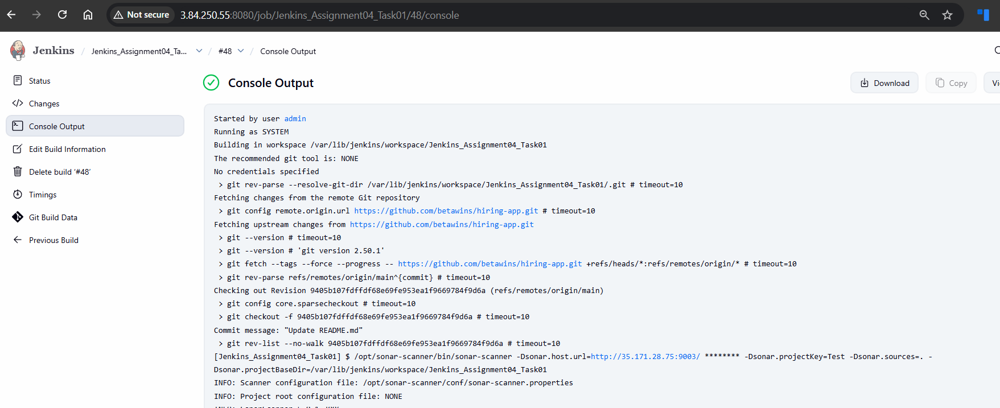 Not secure 3.84.250.55:8080/job/Jenkins_Assignment04_Task01/48/console
Jenkins / Jenkins_Assignment04_Ta... / #48 / Console Output
Status
Changes
Console Output
Edit Build Information
Delete build ‘#48’
Timings
Git Build Data
Previous Build
Console Output
Download
Copy
Started by user admin
Running as SYSTEM
Building in workspace /var/lib/jenkins/workspace/Jenkins_Assignment04_Task01
The recommended git tool is: NONE
No credentials specified
> git rev-parse --resolve-git-dir /var/lib/jenkins/workspace/Jenkins_Assignment04_Task01/.git # timeout=10
Fetching changes from the remote Git repository
> git config remote.origin.url https://github.com/betawins/hiring-app.git # timeout=10
Fetching upstream changes from https://github.com/betawins/hiring-app.git
> git --version # timeout=10
> git --version # 'git version 2.50.1'
> git fetch --tags --force --progress -- https://github.com/betawins/hiring-app.git +refs/heads/*:refs/remotes/origin/* # timeout=10
> git rev-parse refs/remotes/origin/main^{commit} # timeout=10
Checking out Revision 9405b107fdffdf68e69fe953ea1f9669784f9d6a (refs/remotes/origin/main)
> git config core.sparsecheckout # timeout=10
> git checkout -f 9405b107fdffdf68e69fe953ea1f9669784f9d6a # timeout=10
Commit message: "Update README.md"
> git rev-list --no-walk 9405b107fdffdf68e69fe953ea1f9669784f9d6a # timeout=10
[Jenkins_Assignment04_Task01] $ /opt/sonar-scanner/bin/sonar-scanner -Dsonar.host.url=http://35.171.28.75:9003/ ******** -Dsonar.projectKey=Test -Dsonar.sources=. -
Dsonar.projectBaseDir=/var/lib/jenkins/workspace/Jenkins_Assignment04_Task01
INFO: Scanner configuration file: /opt/sonar-scanner/conf/sonar-scanner.properties
INFO: Project root configuration file: NONE